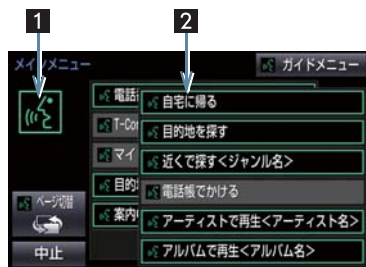 1 2
メインメニュー ガイドメニュー
電話
T-Con
マイ
目的
案内
自宅に帰る
目的地を探す
近くで探す<ジャンル名>
電話帳でかける
アーティストで再生<アーティスト名>
アルバムで再生<アルバム名>
ページ切替
中止